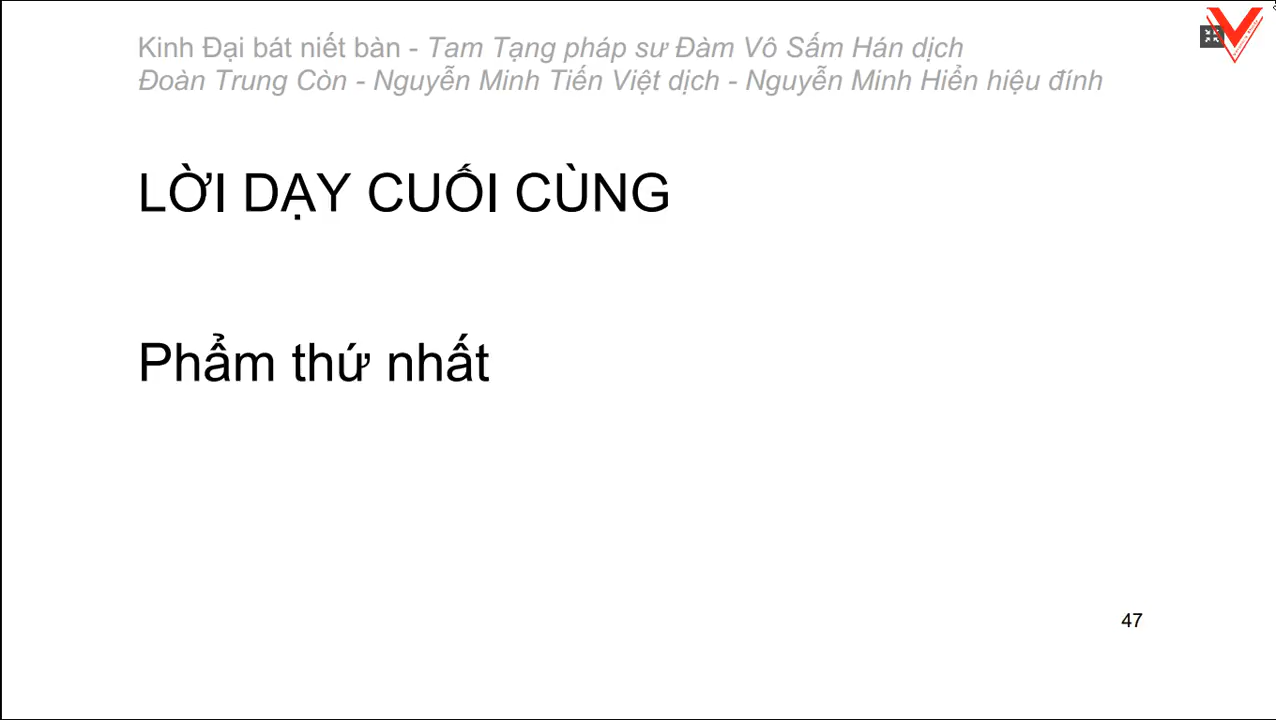 Kinh Đại bát niết bàn - Tam Tạng pháp sư Đàm Vô Sấm Hán dịch
Đoàn Trung Còn - Nguyễn Minh Tiến Việt dịch - Nguyễn Minh Hiển hiệu đính
LỜI DẠY CUỐI CÙNG
Phẩm thứ nhất
47